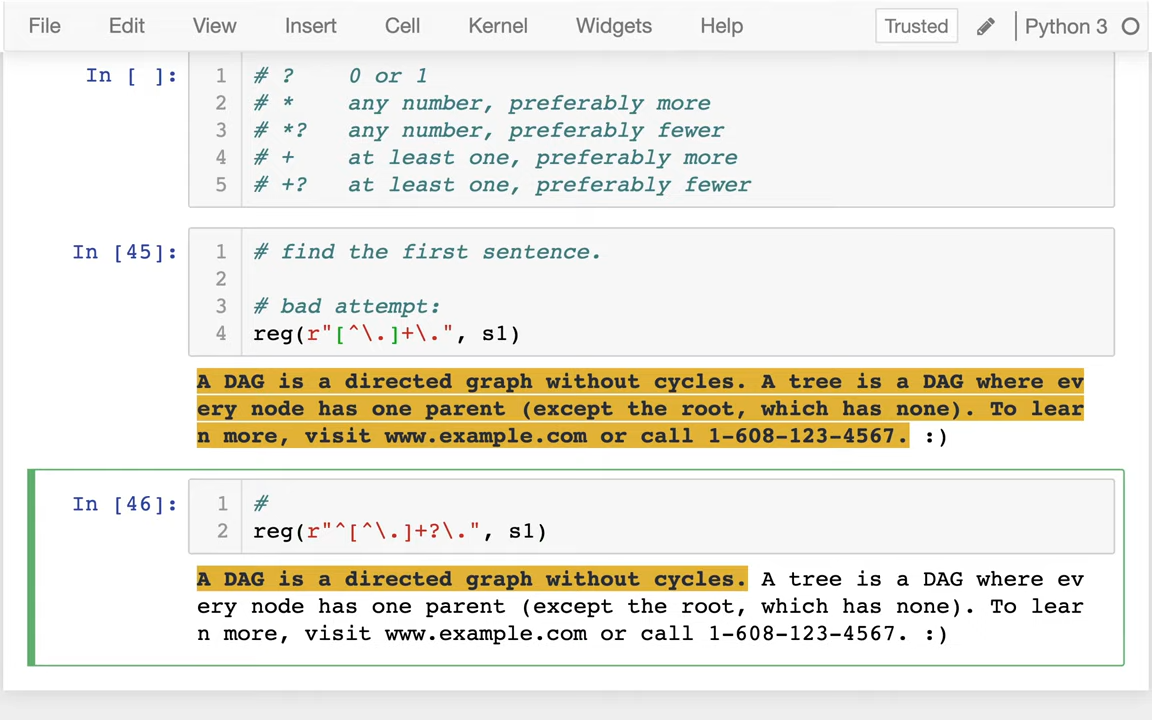 File Edit View Insert Cell Kernel Widgets Help Trusted Python 3
In [ ]:
1 # ? 0 or 1
2 # * any number, preferably more
3 # *? any number, preferably fewer
4 # + at least one, preferably more
5 # +? at least one, preferably fewer
In [45]:
1 # find the first sentence.
2
3 # bad attempt:
4 reg(r"[^\.]+\.", s1)
A DAG is a directed graph without cycles. A tree is a DAG where ev
ery node has one parent (except the root, which has none). To lear
n more, visit www.example.com or call 1-608-123-4567. :)
In [46]:
1 #
2 reg(r"^[^\.]+?\.", s1)
A DAG is a directed graph without cycles. A tree is a DAG where ev
ery node has one parent (except the root, which has none). To lear
n more, visit www.example.com or call 1-608-123-4567. :)